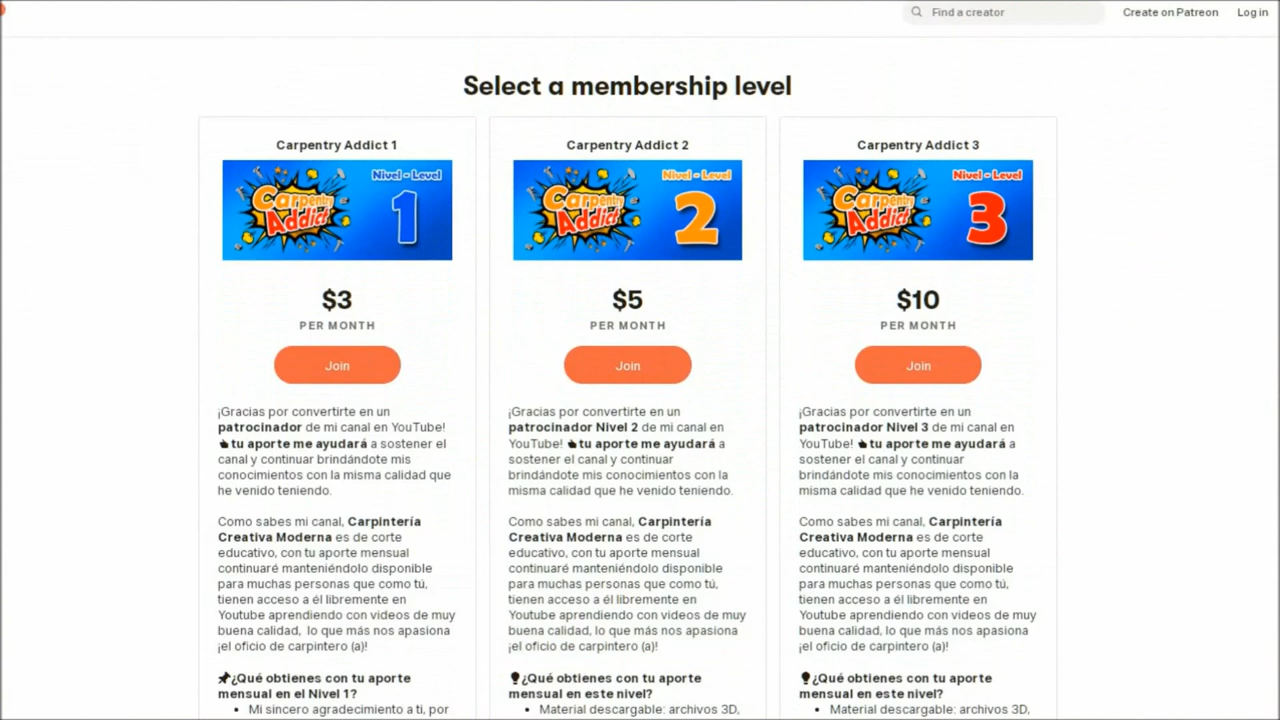 Find a creator
Create on Patreon
Log in
Select a membership level
Carpentry Addict 1
Nivel - Level
Carpentry
Addict
1
$3
PER MONTH
Join
¡Gracias por convertirte en un
patrocinador de mi canal en YouTube!
tu aporte me ayudará a sostener el
canal y continuar brindándote mis
conocimientos con la misma calidad que
he venido teniendo.
Como sabes mi canal, Carpintería
Creativa Moderna es de corte
educativo, con tu aporte mensual
continuaré manteniéndolo disponible
para muchas personas que como tú,
tienen acceso a él libremente en
Youtube aprendiendo con videos de muy
buena calidad, lo que más nos apasiona
¡el oficio de carpintero (a)!
¿Qué obtienes con tu aporte
mensual en el Nivel 1?
• Mi sincero agradecimiento a ti, por
Carpentry Addict 2
Nivel - Level
Carpentry
Addict
2
$5
PER MONTH
Join
¡Gracias por convertirte en un
patrocinador Nivel 2 de mi canal en
YouTube! tu aporte me ayudará a
sostener el canal y continuar
brindándote mis conocimientos con la
misma calidad que he venido teniendo.
Como sabes mi canal, Carpintería
Creativa Moderna es de corte
educativo, con tu aporte mensual
continuaré manteniéndolo disponible
para muchas personas que como tú,
tienen acceso a él libremente en
Youtube aprendiendo con videos de muy
buena calidad, lo que más nos apasiona
¡el oficio de carpintero (a)!
¿Qué obtienes con tu aporte
mensual en este nivel?
• Material descargable: archivos 3D,
Carpentry Addict 3
Nivel - Level
Carpentry
Addict
3
$10
PER MONTH
Join
¡Gracias por convertirte en un
patrocinador Nivel 3 de mi canal en
YouTube! tu aporte me ayudará a
sostener el canal y continuar
brindándote mis conocimientos con la
misma calidad que he venido teniendo.
Como sabes mi canal, Carpintería
Creativa Moderna es de corte
educativo, con tu aporte mensual
continuaré manteniéndolo disponible
para muchas personas que como tú,
tienen acceso a él libremente en
Youtube aprendiendo con videos de muy
buena calidad, lo que más nos apasiona
¡el oficio de carpintero (a)!
¿Qué obtienes con tu aporte
mensual en este nivel?
• Material descargable: archivos 3D,